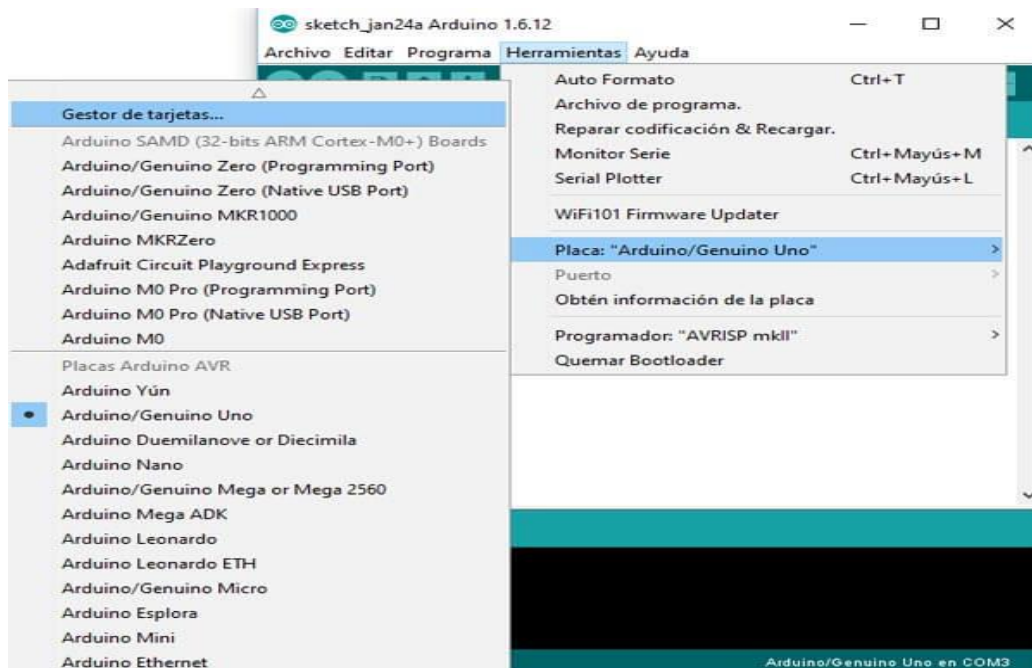 sketch_jan24a Arduino 1.6.12
Archivo Editar Programa Herramientas Ayuda
Auto Formato Ctrl+T
Archivo de programa.
Reparar codificación & Recargar.
Monitor Serie Ctrl+Mayús+M
Serial Plotter Ctrl+Mayús+L
WiFi101 Firmware Updater
Placa: "Arduino/Genuino Uno"
Puerto
Obtén información de la placa
Programador: "AVRISP mkII"
Quemar Bootloader
Gestor de tarjetas...
Arduino SAMD (32-bits ARM Cortex-M0+) Boards
Arduino/Genuino Zero (Programming Port)
Arduino/Genuino Zero (Native USB Port)
Arduino/Genuino MKR1000
Arduino MKRZero
Adafruit Circuit Playground Express
Arduino M0 Pro (Programming Port)
Arduino M0 Pro (Native USB Port)
Arduino M0
Placas Arduino AVR
Arduino Yún
Arduino/Genuino Uno
Arduino Duemilanove or Diecimila
Arduino Nano
Arduino/Genuino Mega or Mega 2560
Arduino Mega ADK
Arduino Leonardo
Arduino Leonardo ETH
Arduino/Genuino Micro
Arduino Esplora
Arduino Mini
Arduino Ethernet
Arduino/Genuino Uno en COM3